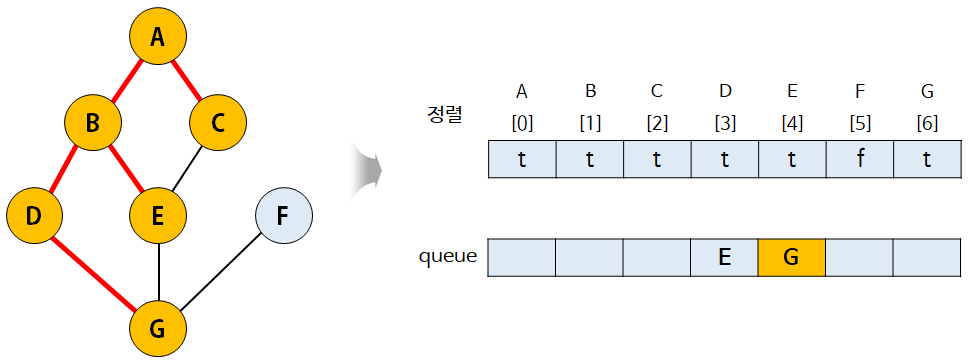 A
B
C
D
E
F
G
A B C D E F G
정렬 [0] [1] [2] [3] [4] [5] [6]
t t t t t f t
queue E G